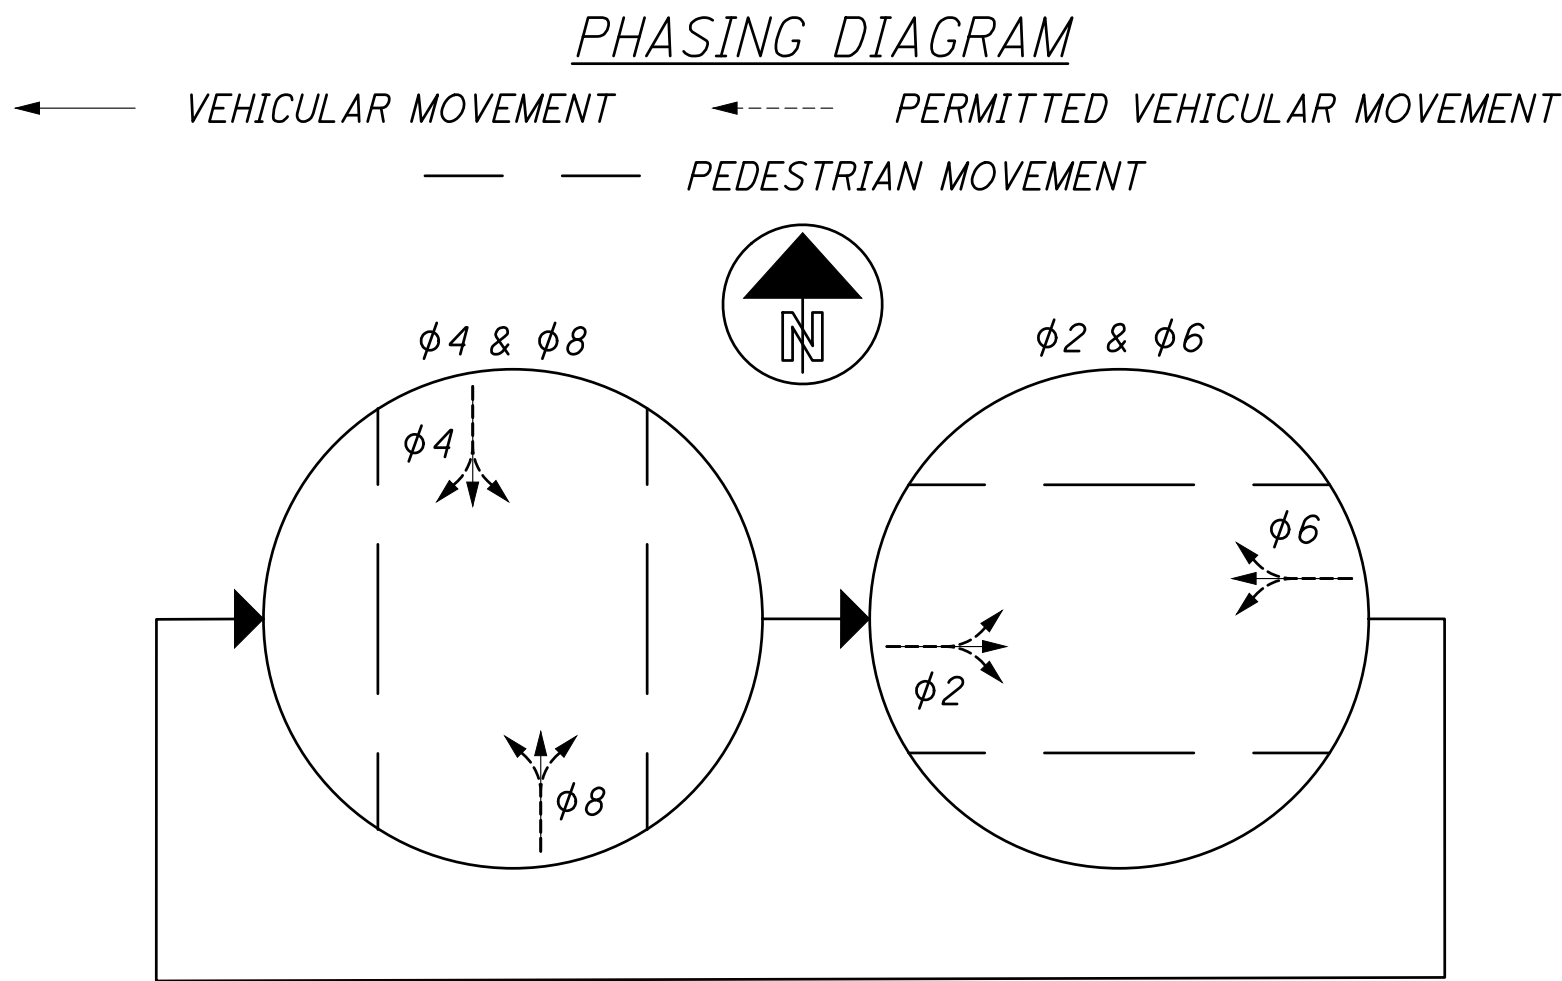 PHASING DIAGRAM
VEHICULAR MOVEMENT
PERMITTED VEHICULAR MOVEMENT
PEDESTRIAN MOVEMENT
N
ϕ4 & ϕ8
ϕ2 & ϕ6
ϕ4
ϕ6
ϕ2
ϕ8